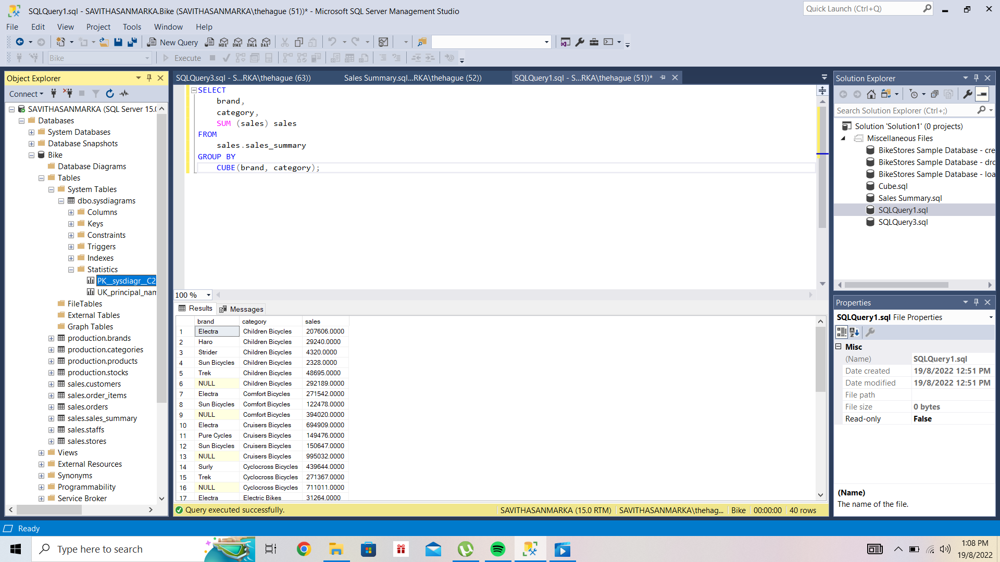 SQLQuery1.sql - SAVITHASANMARKA.Bike (SAVITHASANMARKA\thehague (51))* - Microsoft SQL Server Management Studio
Quick Launch (Ctrl+Q)
File Edit View Project Tools Window Help
New Query MDX DMX XMLA DAX
Bike
Execute
Object Explorer
Connect
SAVITHASANMARKA (SQL Server 15.0
Databases
System Databases
Database Snapshots
Bike
Database Diagrams
Tables
System Tables
dbo.sysdiagrams
Columns
Keys
Constraints
Triggers
Indexes
Statistics
PK__sysdiagr__C2
UK_principal_nam
FileTables
External Tables
Graph Tables
production.brands
production.categories
production.products
production.stocks
sales.customers
sales.order_items
sales.orders
sales.sales_summary
sales.staffs
sales.stores
Views
External Resources
Synonyms
Programmability
Service Broker
SQLQuery3.sql - S...RKA\thehague (63))
Sales Summary.sql...RKA\thehague (52))
SQLQuery1.sql - S...RKA\thehague (51))*
SELECT
brand,
category,
SUM (sales) sales
FROM
sales.sales_summary
GROUP BY
CUBE(brand, category);
100 %
Results Messages
brand category sales
1 Electra Children Bicycles 207606.0000
2 Haro Children Bicycles 29240.0000
3 Strider Children Bicycles 4320.0000
4 Sun Bicycles Children Bicycles 2328.0000
5 Trek Children Bicycles 48695.0000
6 NULL Children Bicycles 292189.0000
7 Electra Comfort Bicycles 271542.0000
8 Sun Bicycles Comfort Bicycles 122478.0000
9 NULL Comfort Bicycles 394020.0000
10 Electra Cruisers Bicycles 694909.0000
11 Pure Cycles Cruisers Bicycles 149476.0000
12 Sun Bicycles Cruisers Bicycles 150647.0000
13 NULL Cruisers Bicycles 995032.0000
14 Surly Cyclocross Bicycles 439644.0000
15 Trek Cyclocross Bicycles 271367.0000
16 NULL Cyclocross Bicycles 711011.0000
17 Electra Electric Bikes 31264.0000
Query executed successfully.
SAVITHASANMARKA (15.0 RTM) SAVITHASANMARKA\thehag... Bike 00:00:00 40 rows
Solution Explorer
Search Solution Explorer (Ctrl+;)
Solution 'Solution1' (0 projects)
Miscellaneous Files
BikeStores Sample Database - cre
BikeStores Sample Database - dro
BikeStores Sample Database - loa
Cube.sql
Sales Summary.sql
SQLQuery1.sql
SQLQuery3.sql
Properties
SQLQuery1.sql File Properties
Misc
(Name) SQLQuery1.sql
Date created 19/8/2022 12:51 PM
Date modified 19/8/2022 12:51 PM
File path
File size 0 bytes
Read-only False
(Name)
The name of the file.
Ready
Type here to search
1:08 PM
19/8/2022